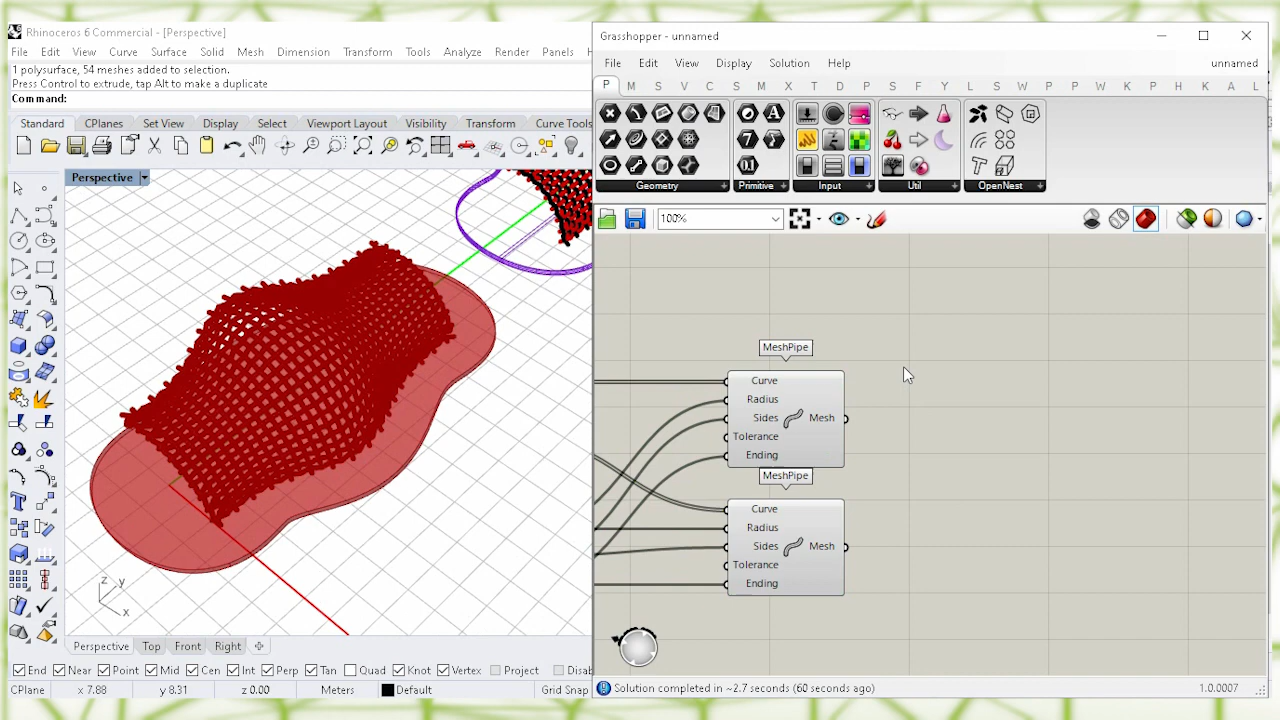 Rhinoceros 6 Commercial - [Perspective]
File Edit View Curve Surface Solid Mesh Dimension Transform Tools Analyze Render Panels
1 polysurface, 54 meshes added to selection.
Press Control to extrude, tap Alt to make a duplicate
Command:
Standard CPlanes Set View Display Select Viewport Layout Visibility Transform Curve Tools
Perspective
z y
x
Perspective Top Front Right
End Near Point Mid Cen Int Perp Tan Quad Knot Vertex Project Disab
CPlane x 7.88 y 8.31 z 0.00 Meters Default Grid Snap
Grasshopper - unnamed
File Edit View Display Solution Help unnamed
P M S V C S M X T D P S F Y L S W P W K P H K A L
Geometry Primitive Input Util OpenNest
100%
MeshPipe
Curve
Radius
Sides Mesh
Tolerance
Ending
MeshPipe
Curve
Radius
Sides Mesh
Tolerance
Ending
Solution completed in ~2.7 seconds (60 seconds ago) 1.0.0007